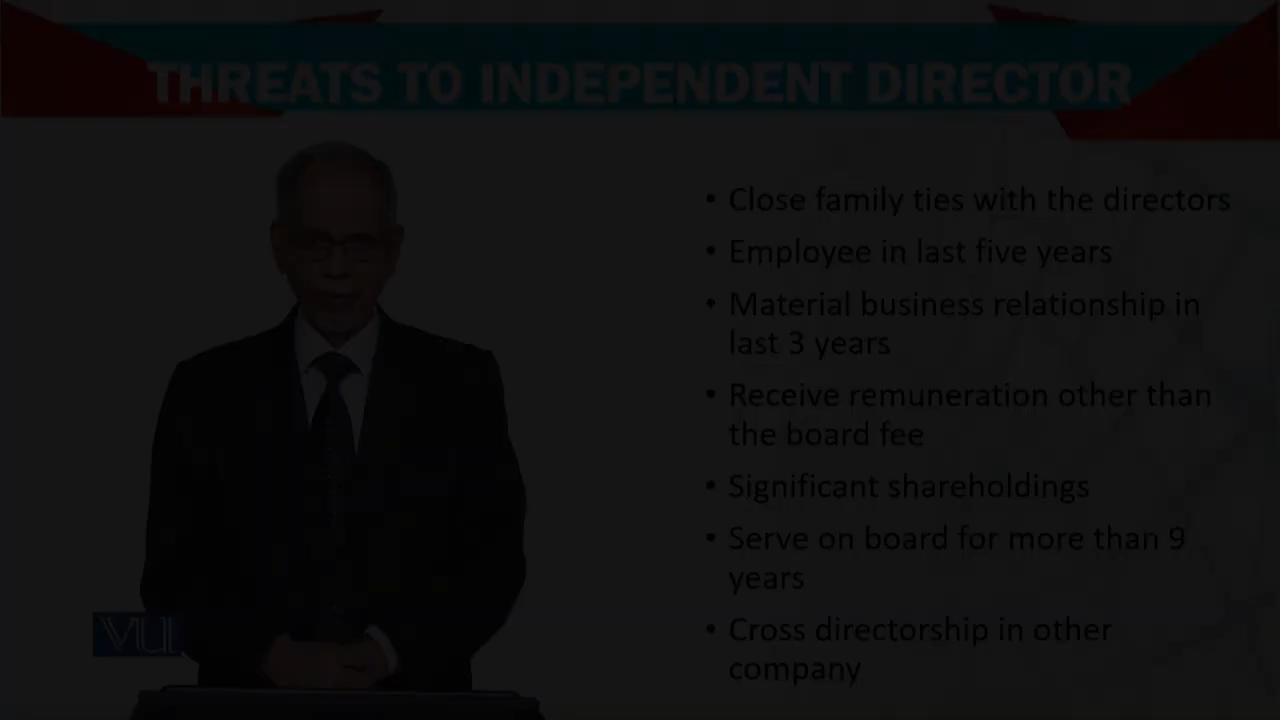 THREATS TO INDEPENDENT DIRECTOR
• Close family ties with the directors
• Employee in last five years
• Material business relationship in
last 3 years
• Receive remuneration other than
the board fee
• Significant shareholdings
• Serve on board for more than 9
years
• Cross directorship in other
company
VU